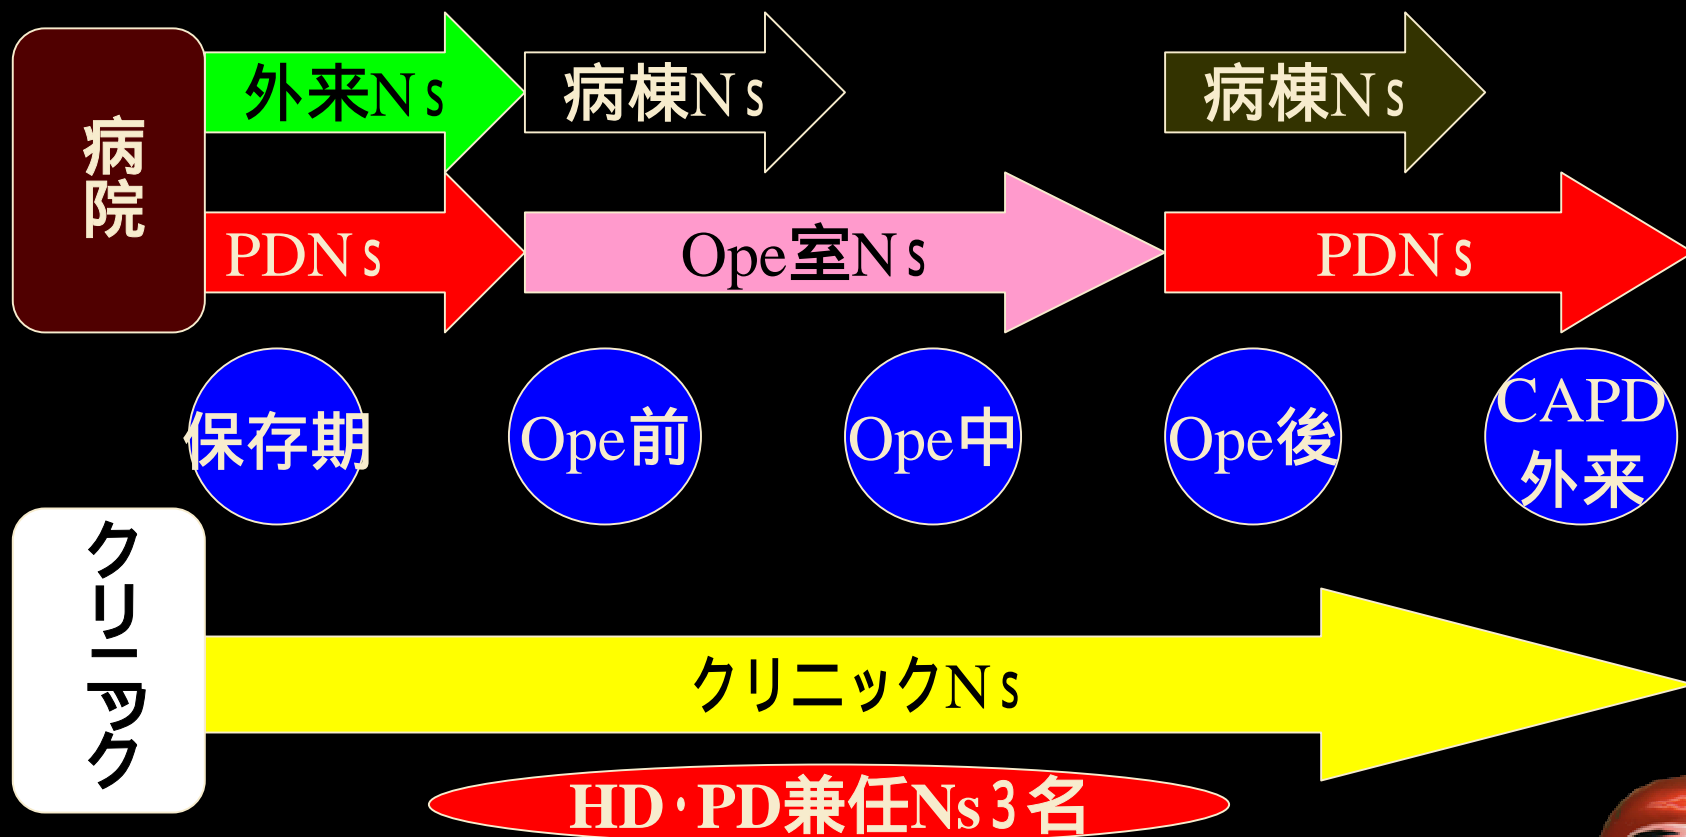 病院
外来Ns
病棟Ns
病棟Ns
PDNs
Ope室Ns
PDNs
保存期
Ope前
Ope中
Ope後
CAPD
外来
クリニック
クリニックNs
HD・PD兼任Ns3名